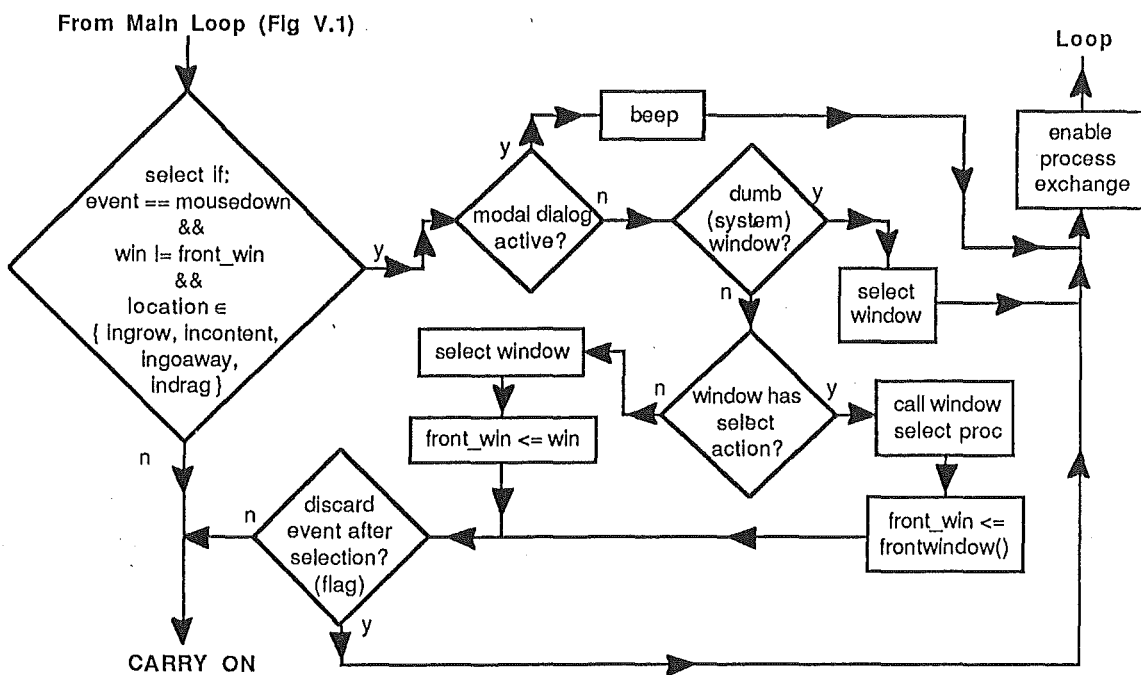 From Main Loop (Fig V.1)
Loop
select if:
event == mousedown
&&
win != front_win
&&
location ∈
{ ingrow, incontent,
ingoaway,
indrag }
y
n
CARRY ON
modal dialog
active?
y
n
beep
dumb
(system)
window?
y
n
select
window
enable
process
exchange
window has
select
action?
n
y
select window
front_win <= win
call window
select proc
front_win <=
frontwindow()
discard
event after
selection?
(flag)
n
y